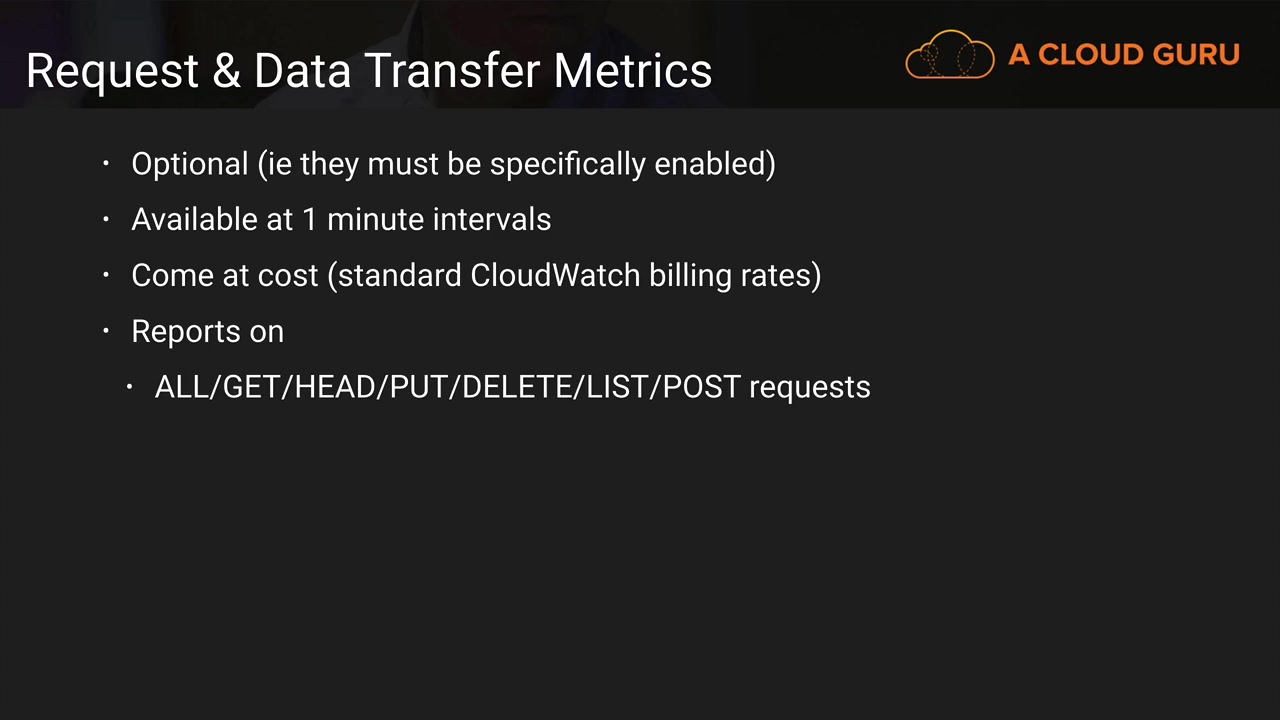 Request & Data Transfer Metrics
A CLOUD GURU
· Optional (ie they must be specifically enabled)
· Available at 1 minute intervals
· Come at cost (standard CloudWatch billing rates)
· Reports on
· ALL/GET/HEAD/PUT/DELETE/LIST/POST requests